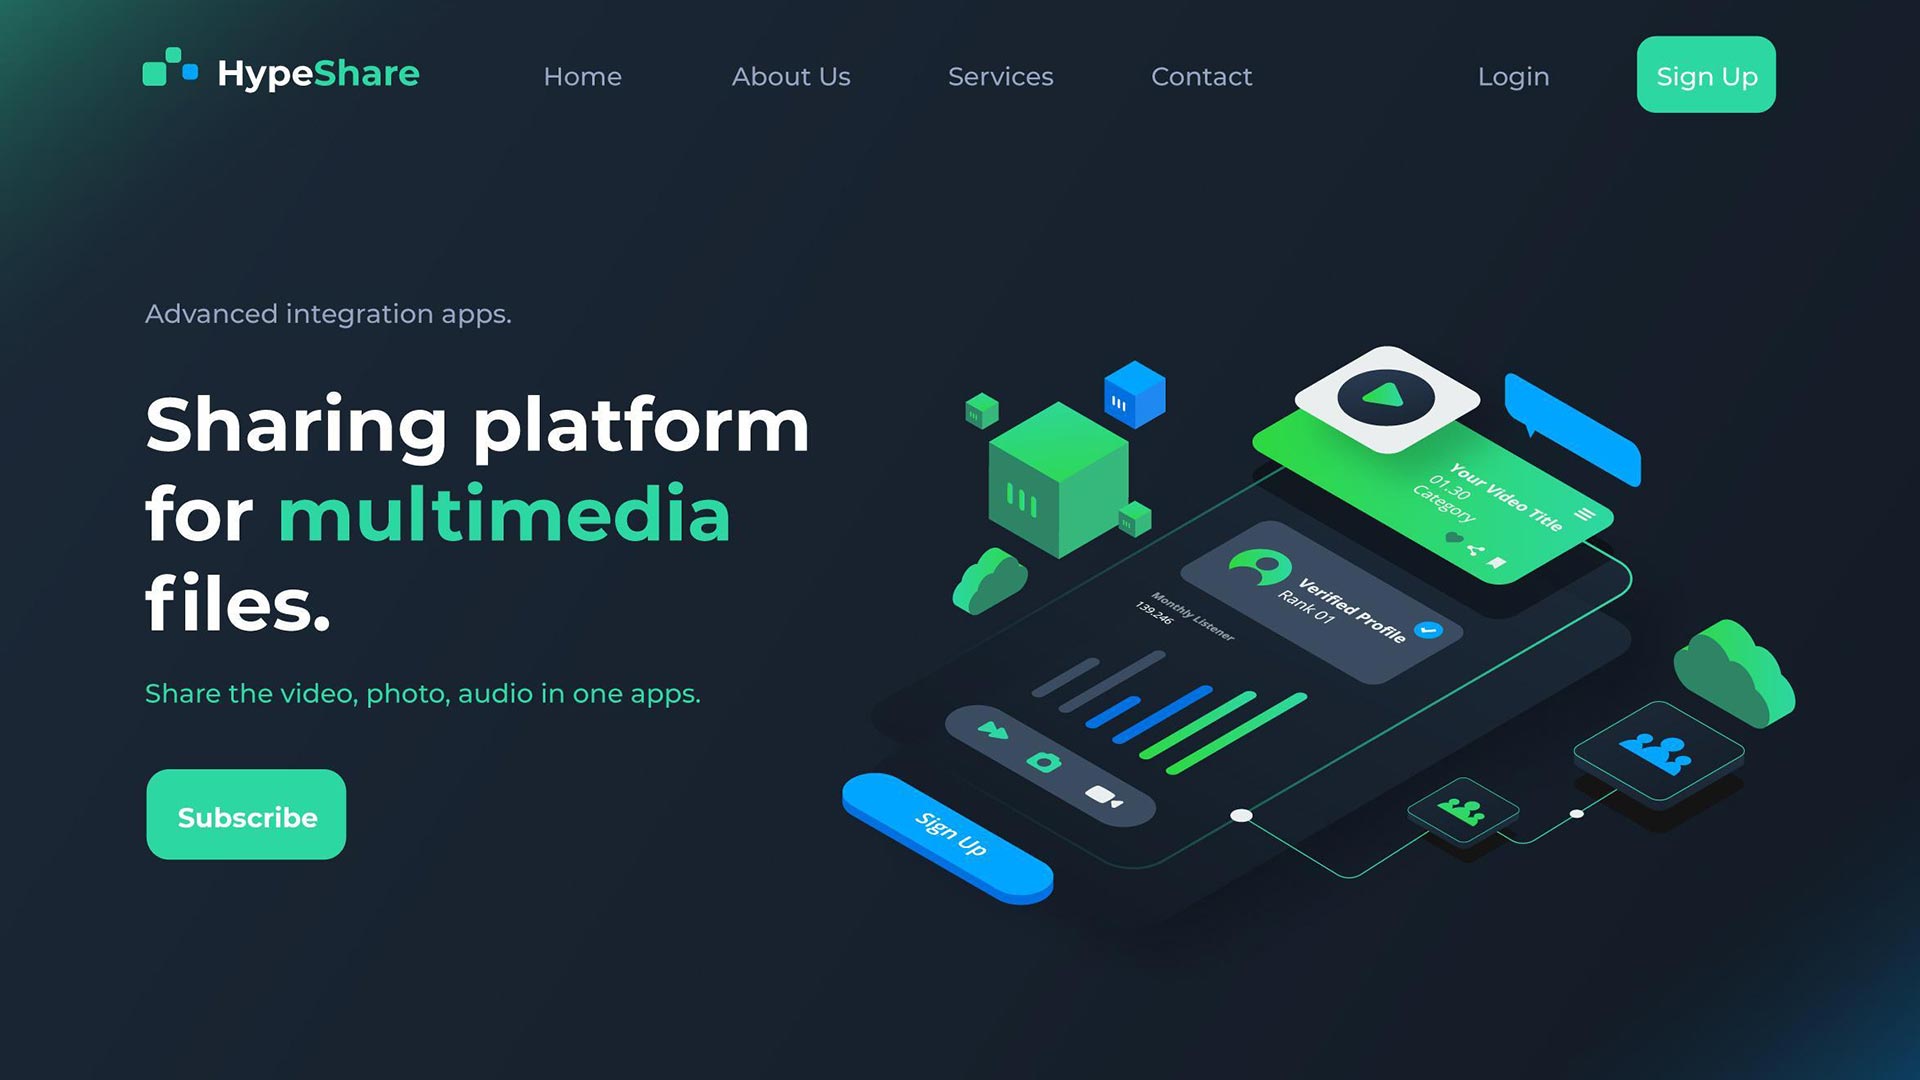 HypeShare
Home
About Us
Services
Contact
Login
Sign Up
Advanced integration apps.
Sharing platform
for multimedia
files.
Share the video, photo, audio in one apps.
Subscribe
Your Video Title
01.30
Category
Verified Profile
Rank 01
Monthly Listener
139.246
Sign Up